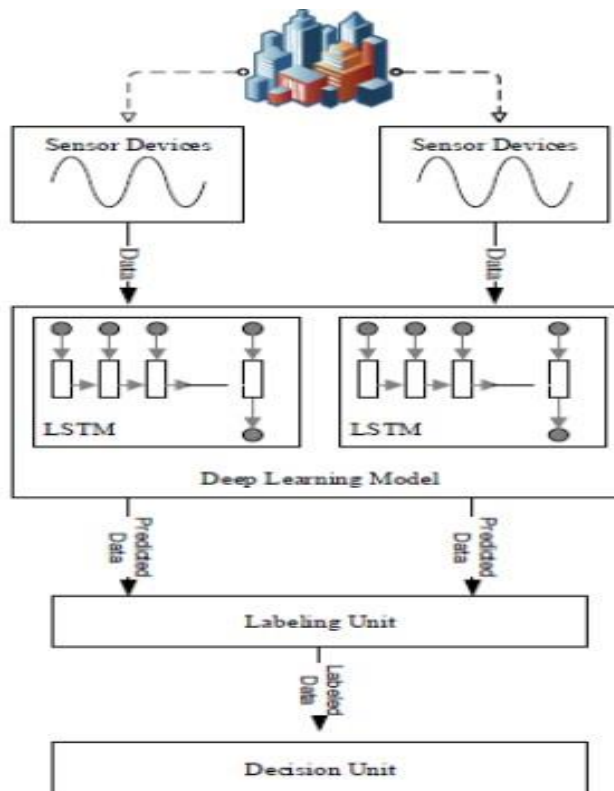 Sensor Devices
Sensor Devices
Data
Data
LSTM
LSTM
Deep Learning Model
Predicted
Data
Predicted
Data
Labeling Unit
Labeled
Data
Decision Unit